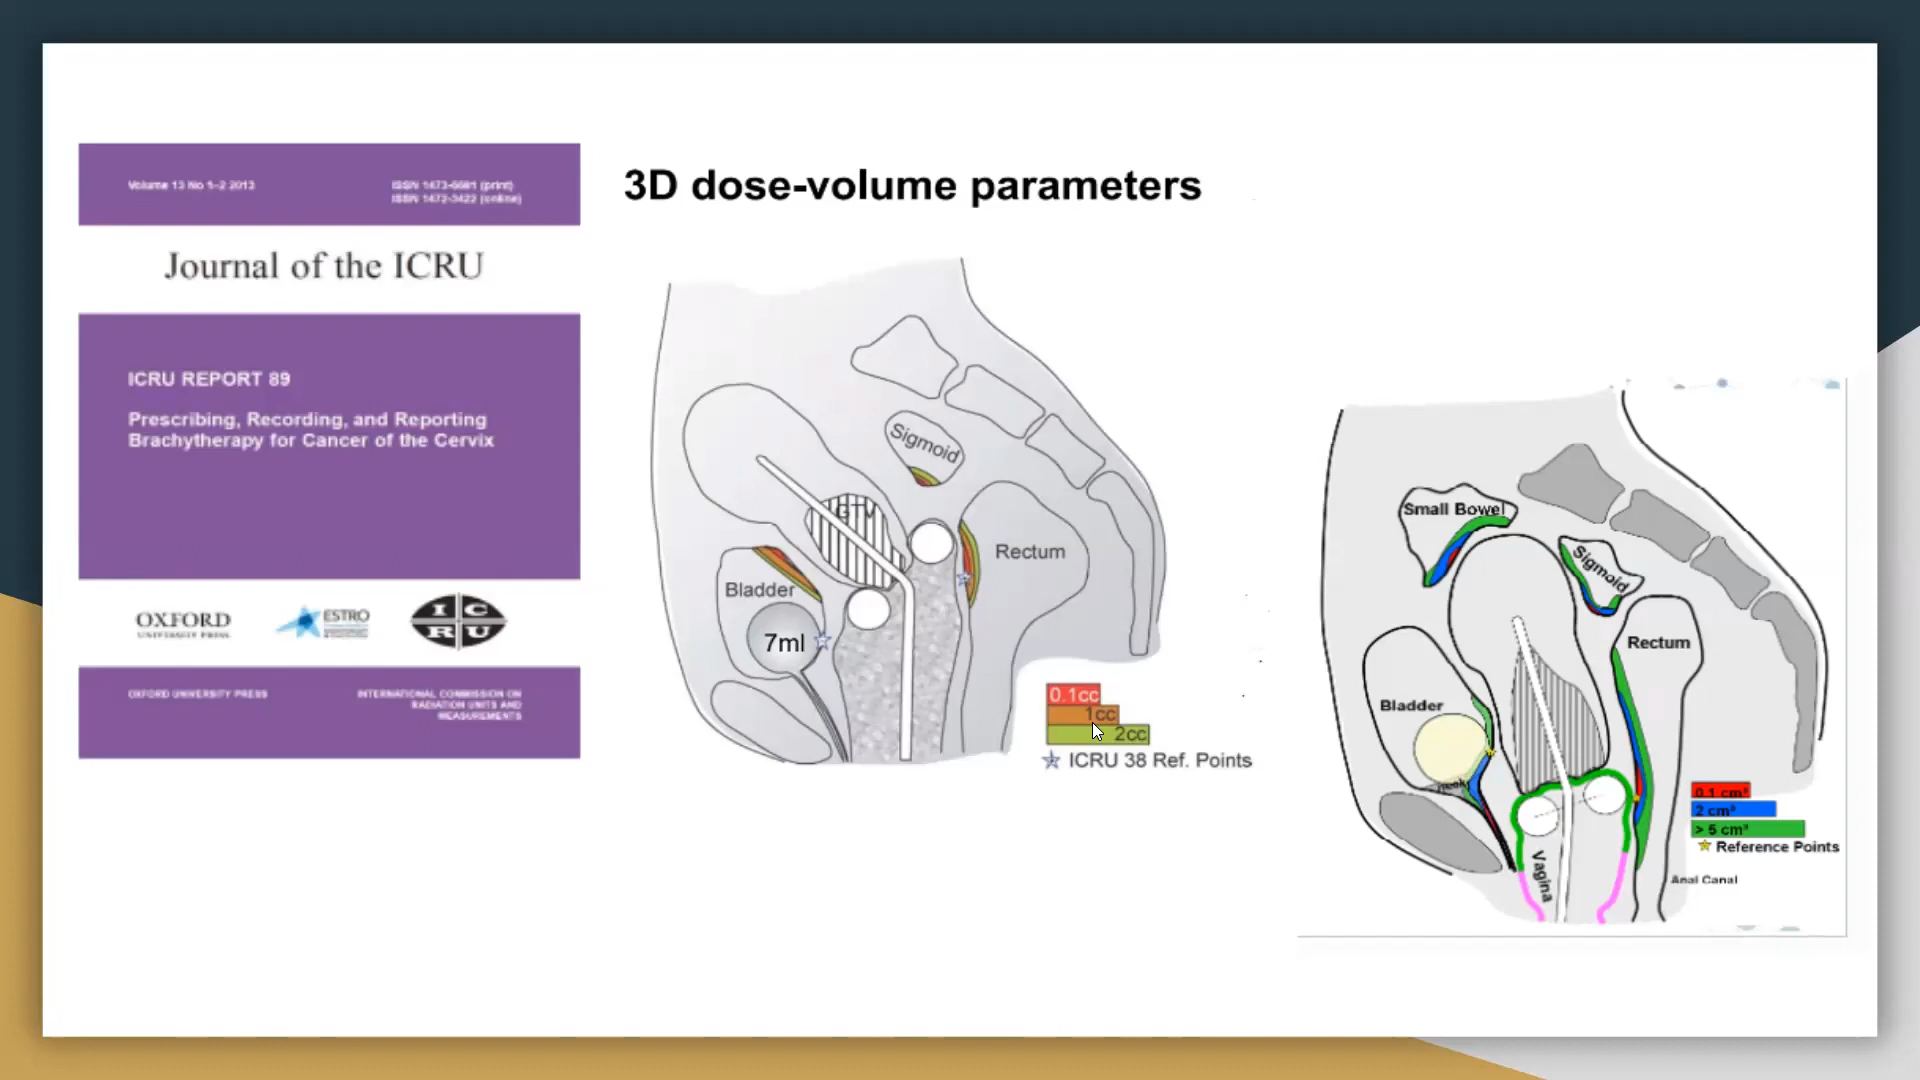 Volume 13 No 1-2 2013
ISSN 1473-6691 (print)
ISSN 1472-3422 (online)
Journal of the ICRU
ICRU REPORT 89
Prescribing, Recording, and Reporting
Brachytherapy for Cancer of the Cervix
OXFORD
UNIVERSITY PRESS
ESTRO
IC
RU
OXFORD UNIVERSITY PRESS
INTERNATIONAL COMMISSION ON
RADIATION UNITS AND
MEASUREMENTS
3D dose-volume parameters
Sigmoid
GTV
Rectum
Bladder
7ml
0.1cc
1cc
2cc
ICRU 38 Ref. Points
Small Bowel
Sigmoid
Rectum
Bladder
Vagina
0.1 cm³
2 cm³
> 5 cm³
Reference Points
Anal Canal